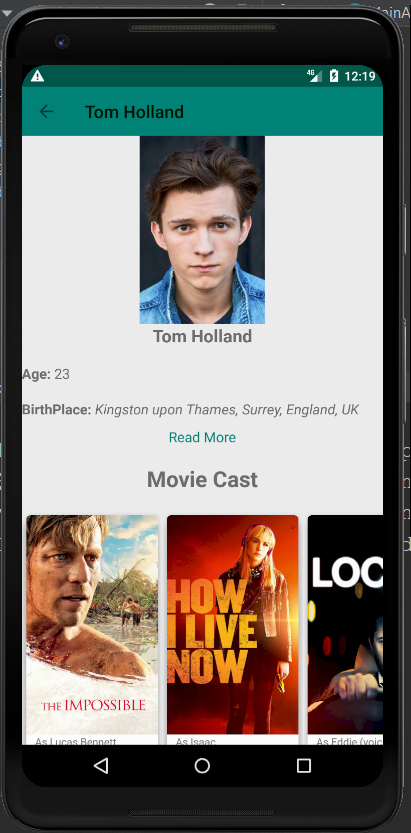 MainA
4G 12:19
Tom Holland
Tom Holland
Age: 23
BirthPlace: Kingston upon Thames, Surrey, England, UK
Read More
Movie Cast
THE IMPOSSIBLE
HOW
I LIVE
NOW
LOC
As Lucas Bennett
As Isaac
As Eddie (voic